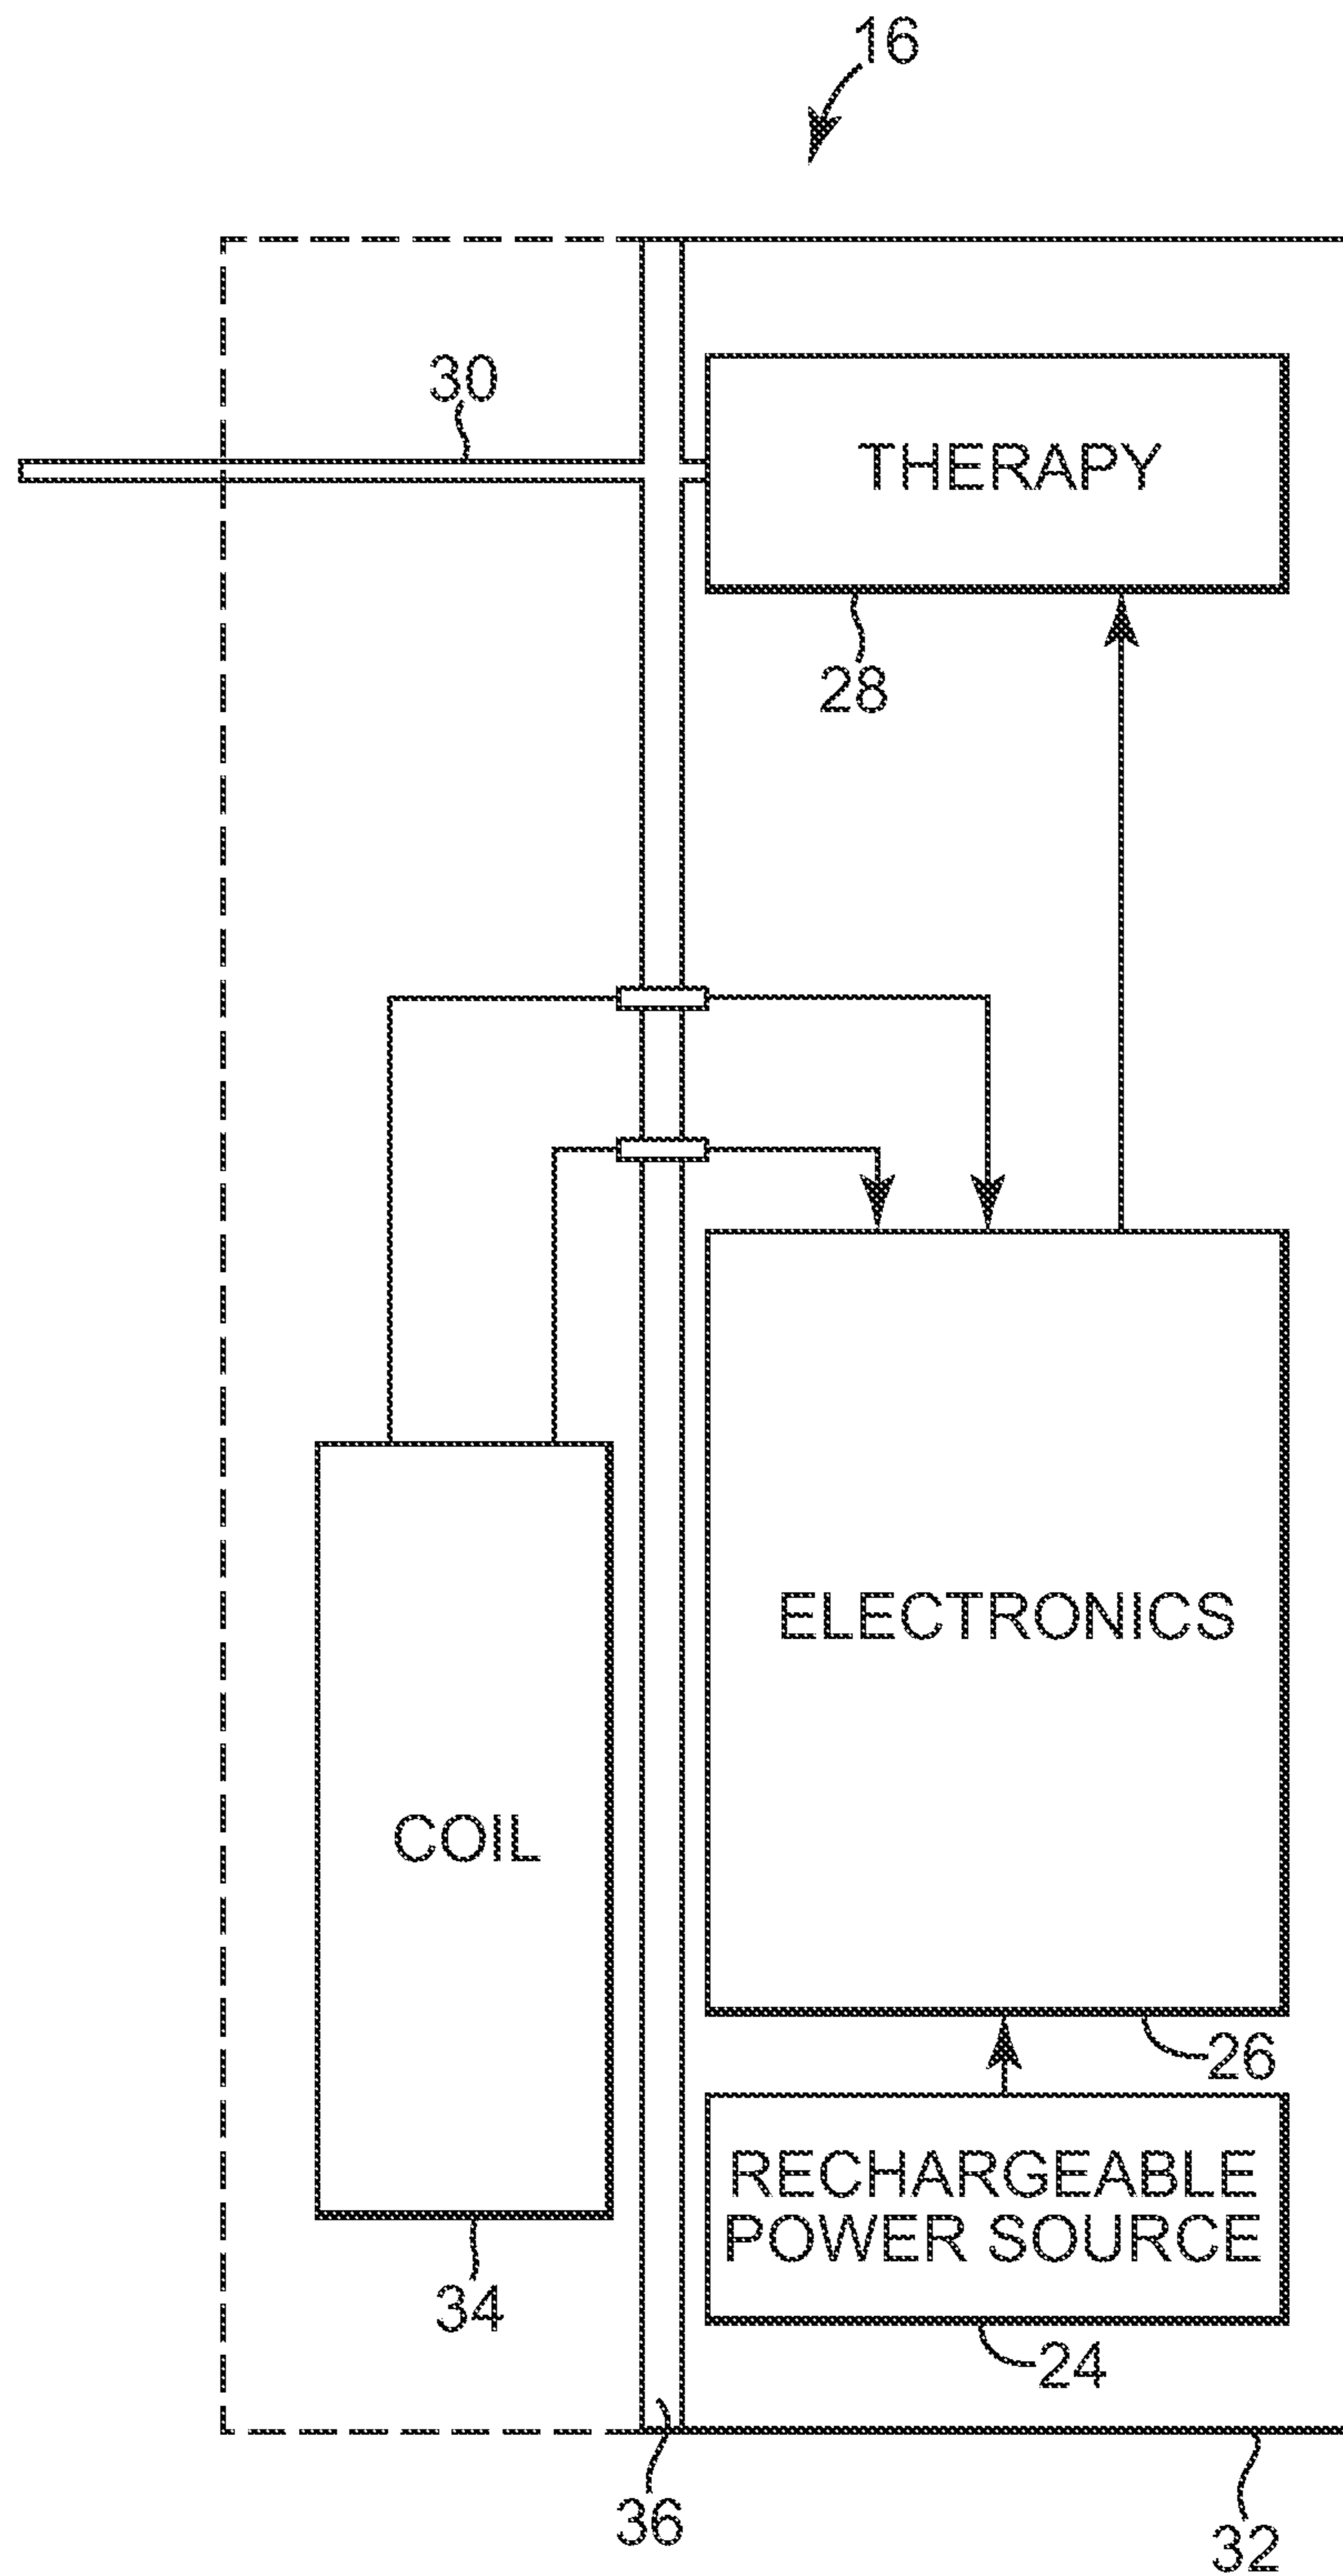 16
30
THERAPY
28
ELECTRONICS
COIL
26
RECHARGEABLE
POWER SOURCE
34
24
36
32